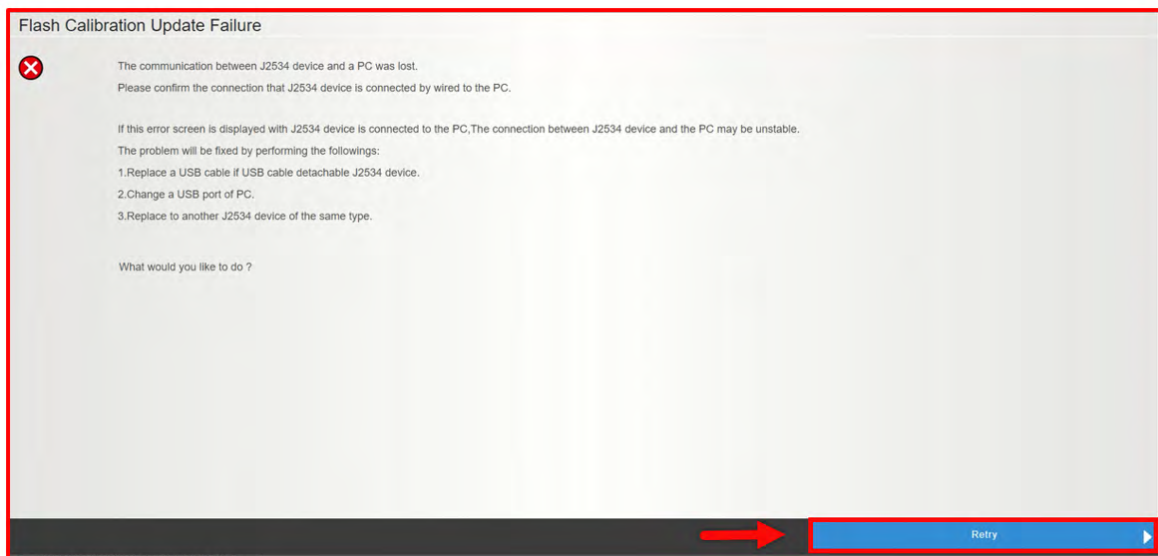 Flash Calibration Update Failure
The communication between J2534 device and a PC was lost.
Please confirm the connection that J2534 device is connected by wired to the PC.
If this error screen is displayed with J2534 device is connected to the PC,The connection between J2534 device and the PC may be unstable.
The problem will be fixed by performing the followings:
1.Replace a USB cable if USB cable detachable J2534 device.
2.Change a USB port of PC.
3.Replace to another J2534 device of the same type.
What would you like to do ?
Retry